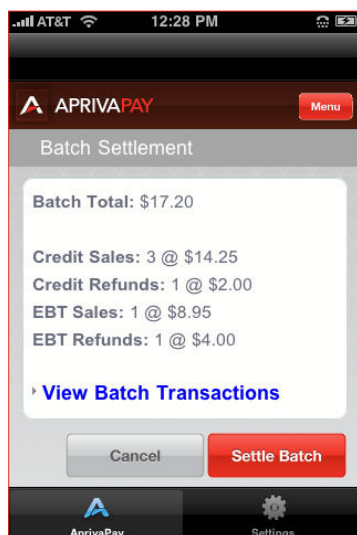 AT&T 12:28 PM
APRIVAPAY Menu
Batch Settlement
Batch Total: $17.20
Credit Sales: 3 @ $14.25
Credit Refunds: 1 @ $2.00
EBT Sales: 1 @ $8.95
EBT Refunds: 1 @ $4.00
View Batch Transactions
Cancel Settle Batch
AprivaPay Settings